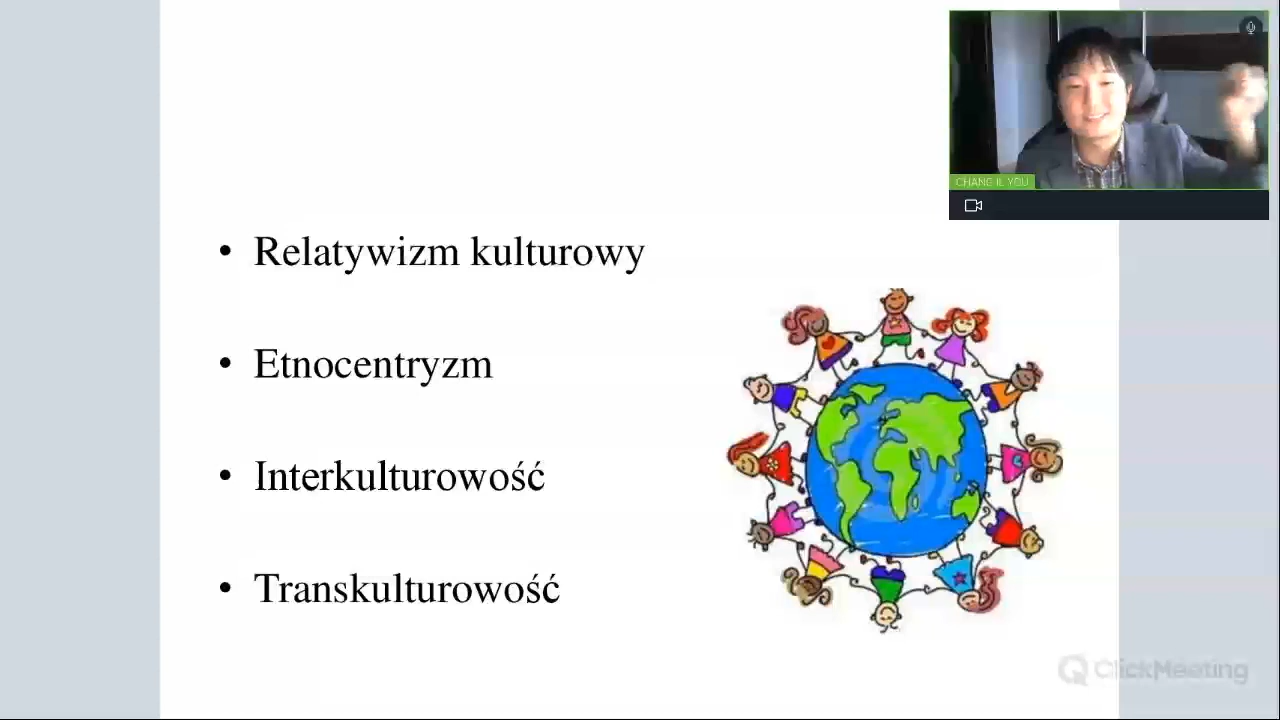 CHANG IL YOU
• Relatywizm kulturowy
• Etnocentryzm
• Interkulturowość
• Transkulturowość
ClickMeeting